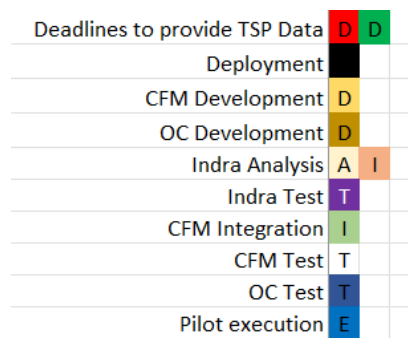 Deadlines to provide TSP Data D D
Deployment
CFM Development D
OC Development D
Indra Analysis A I
Indra Test T
CFM Integration I
CFM Test T
OC Test T
Pilot execution E